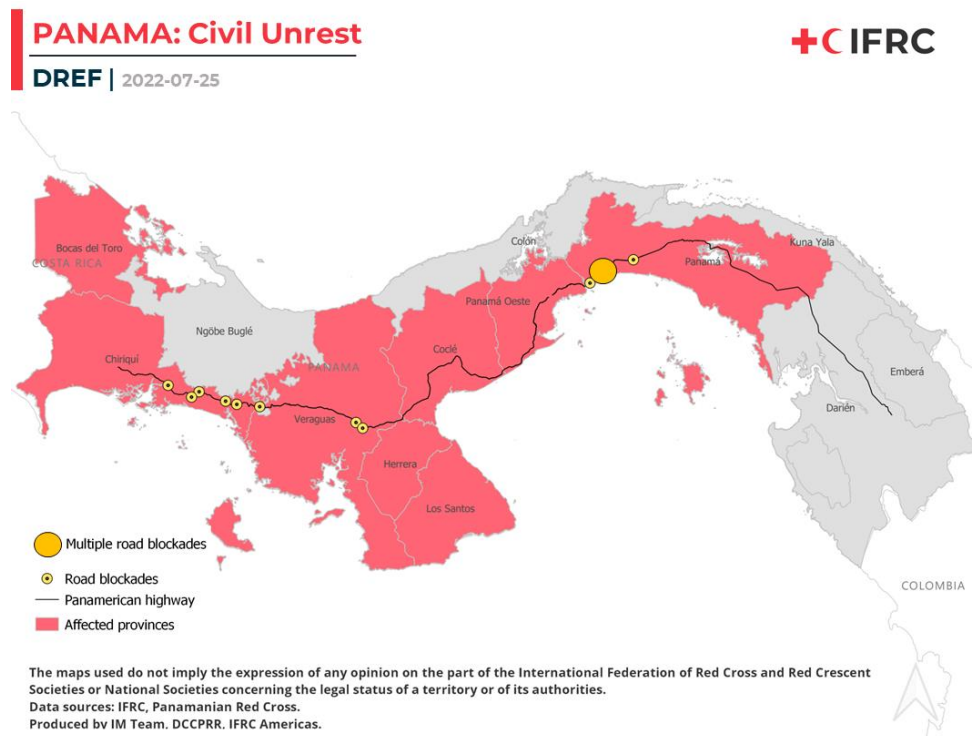 PANAMA: Civil Unrest
IFRC
DREF | 2022-07-25
Bocas del Toro
COSTA RICA
Colón
Kuna Yala
Panamá
Panamá Oeste
Ngöbe Buglé
Coclé
Chiriquí
PANAMA
Emberá
Darién
Veraguas
Herrera
Los Santos
Multiple road blockades
Road blockades
Panamerican highway
Affected provinces
COLOMBIA
The maps used do not imply the expression of any opinion on the part of the International Federation of Red Cross and Red Crescent
Societies or National Societies concerning the legal status of a territory or of its authorities.
Data sources: IFRC, Panamanian Red Cross.
Produced by IM Team, DCCPRR, IFRC Americas.